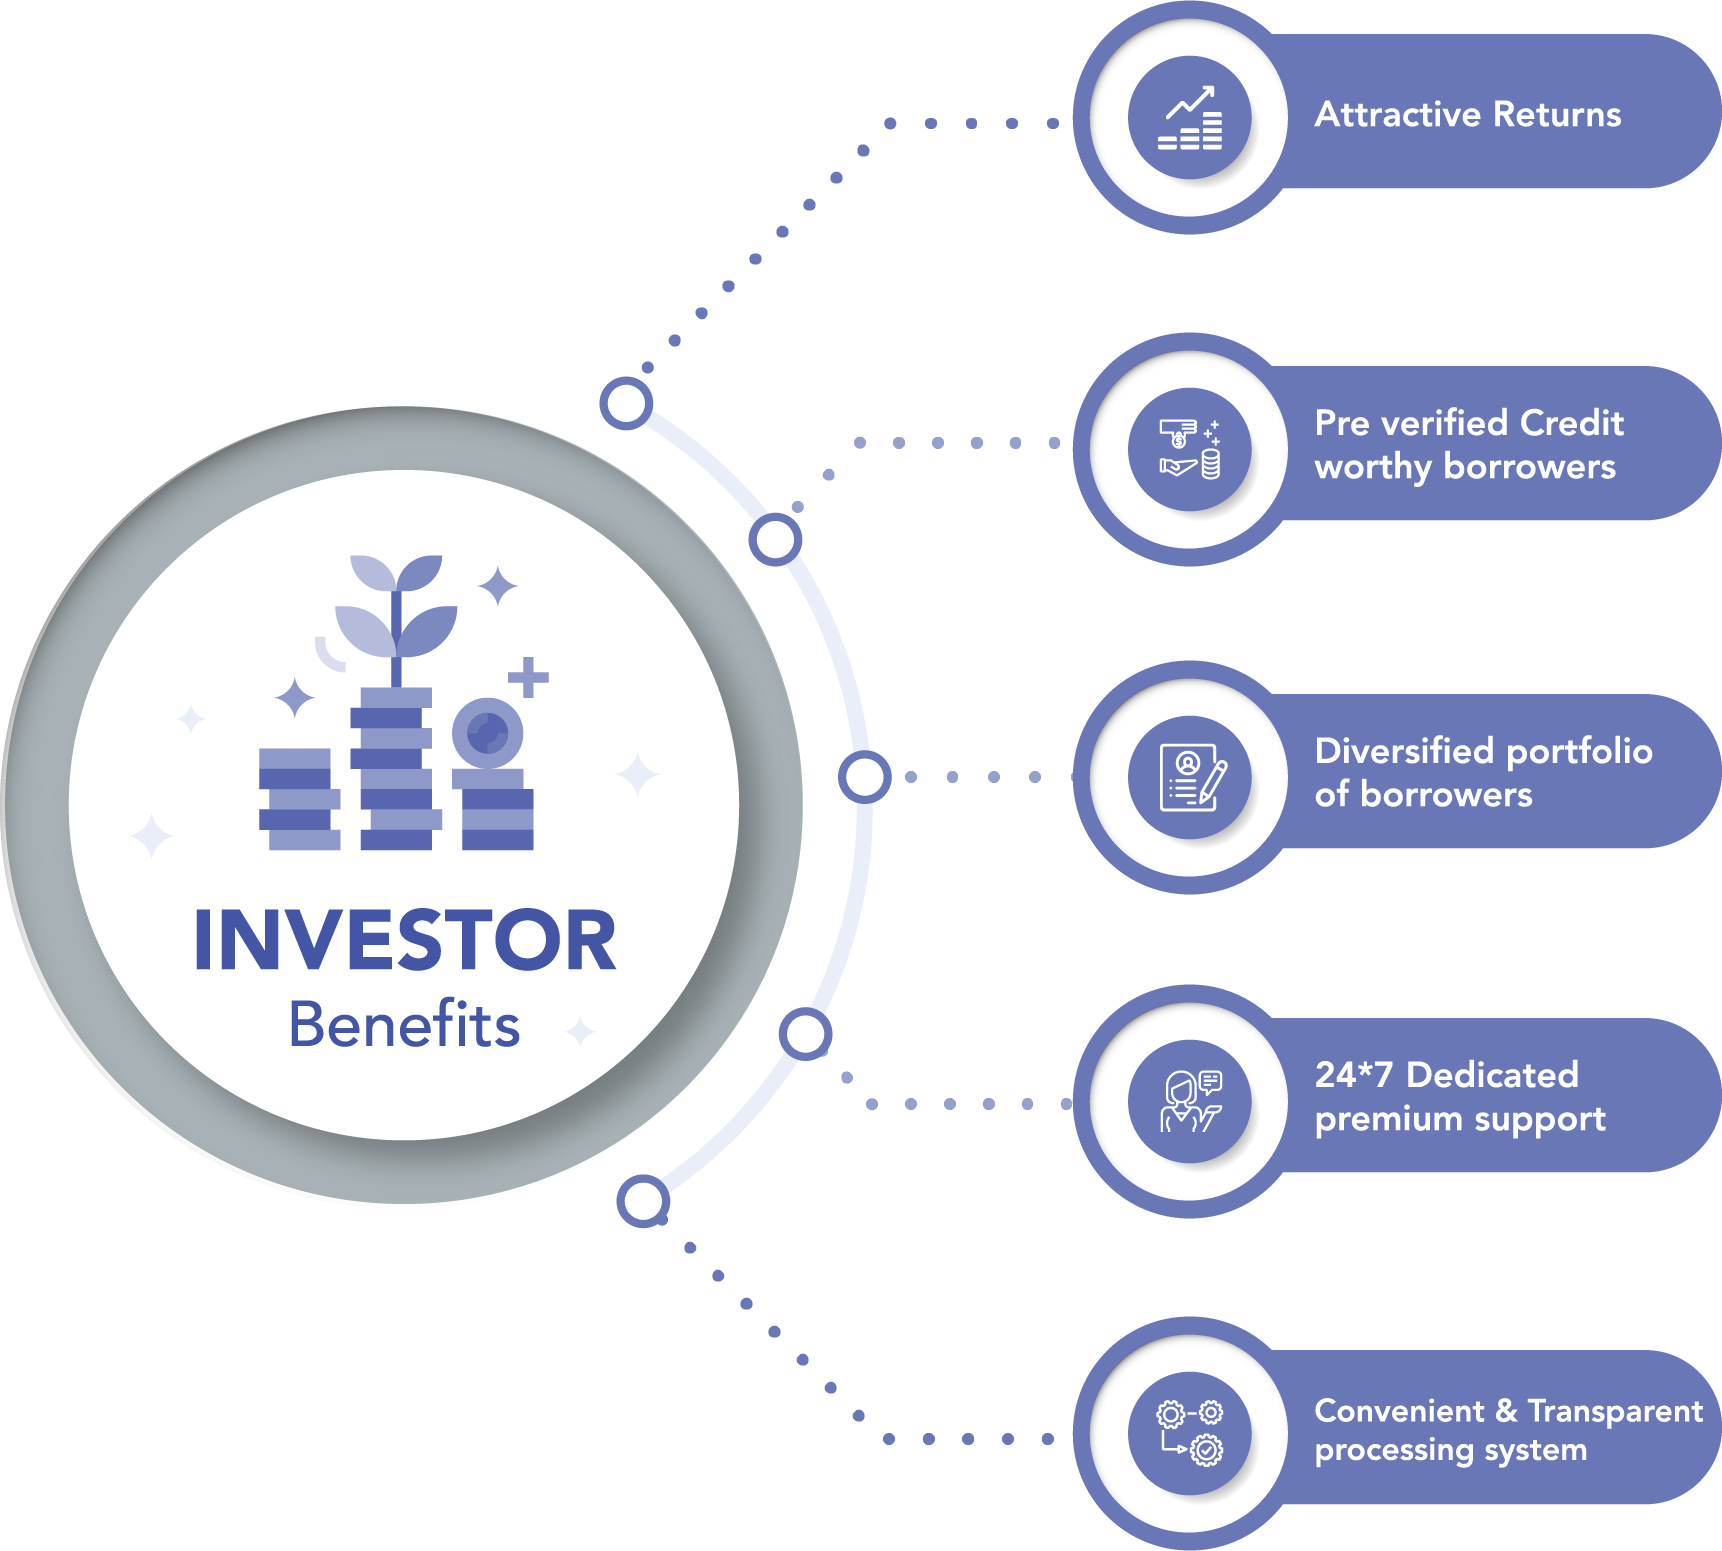 INVESTOR
Benefits
Attractive Returns
Pre verified Credit
worthy borrowers
Diversified portfolio
of borrowers
24*7 Dedicated
premium support
Convenient & Transparent
processing system